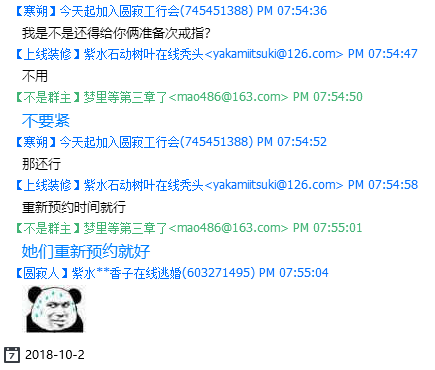 【寒朔】今天起加入圆寂工行会(745451388) PM 07:54:36
我是不是还得给你俩准备次戒指？
【上线装修】紫水石动树叶在线秃头<yakamiitsuki@126.com> PM 07:54:47
不用
【不是群主】梦里等第三章了<mao486@163.com> PM 07:54:50
不要紧
【寒朔】今天起加入圆寂工行会(745451388) PM 07:54:52
那还行
【上线装修】紫水石动树叶在线秃头<yakamiitsuki@126.com> PM 07:54:58
重新预约时间就行
【不是群主】梦里等第三章了<mao486@163.com> PM 07:55:01
她们重新预约就好
【圆寂人】紫水**香子在线逃婚(603271495) PM 07:55:04
7 2018-10-2